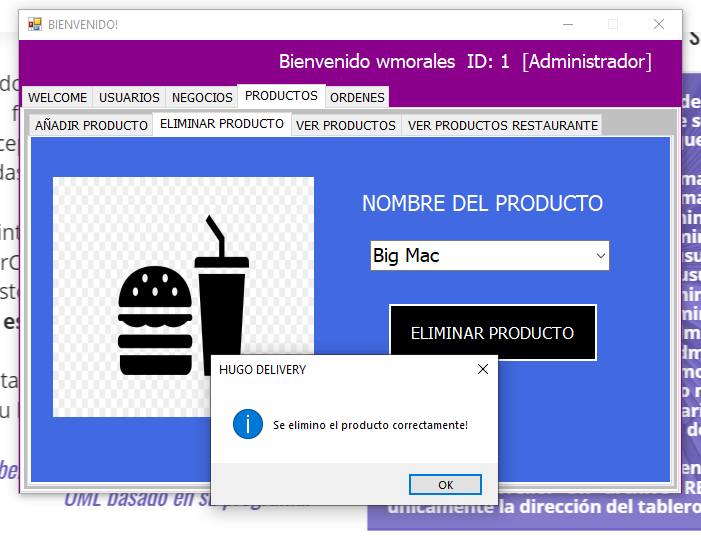 BIENVENIDO!
Bienvenido wmorales ID: 1 [Administrador]
WELCOME USUARIOS NEGOCIOS PRODUCTOS ORDENES
AÑADIR PRODUCTO ELIMINAR PRODUCTO VER PRODUCTOS VER PRODUCTOS RESTAURANTE
NOMBRE DEL PRODUCTO
Big Mac
ELIMINAR PRODUCTO
HUGO DELIVERY
Se elimino el producto correctamente!
OK
UML basado en su programa.
únicamente la dirección del tablero